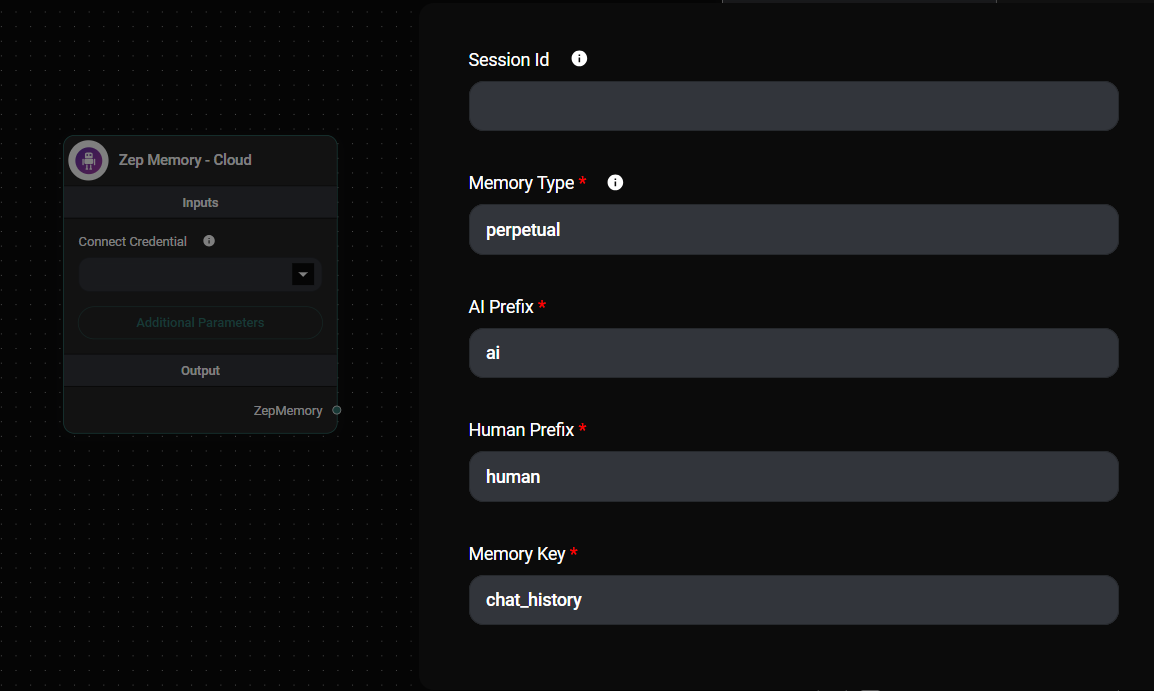 Zep Memory - Cloud
Inputs
Connect Credential
Additional Parameters
Output
ZepMemory
Session Id
Memory Type *
perpetual
AI Prefix *
ai
Human Prefix *
human
Memory Key *
chat_history